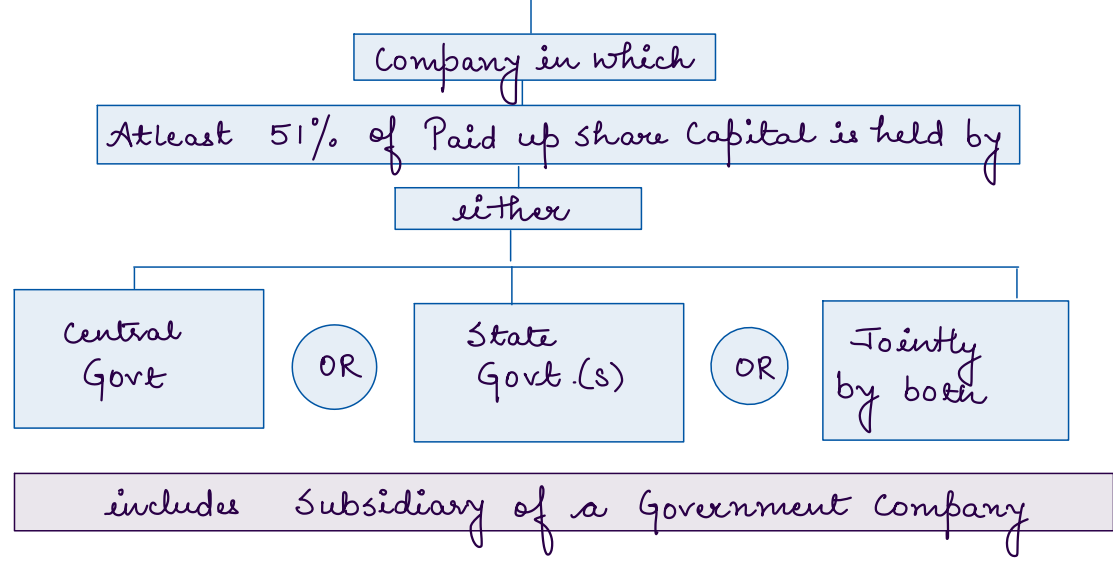 Company in which
Atleast 51% of Paid up share Capital is held by
either
Central
Govt
OR
State
Govt.(s)
OR
Jointly
by both
includes Subsidiary of a Government Company